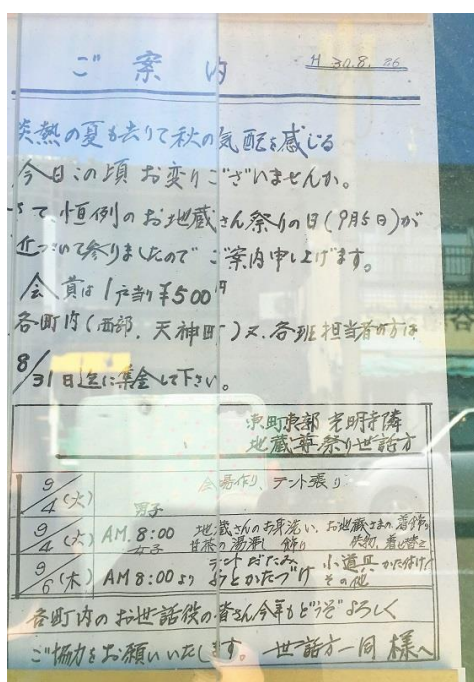 ご案内
H 30.8.26
炎熱の夏も去りて秋の気配を感じる
今日この頃お変りございませんか。
さて恒例のお地蔵さん祭りの日(9月5日)が
近づいて参りましたのでご案内申し上げます。
会費は1戸当り¥500円
各町内(西部、天神町)又、各班担当者の方は
8/31日迄に集金して下さい。
東町東部 光明寺隣
地蔵尊祭り世話方
9/4(火) 会場作り、テント張り
男子
9/4(火) AM. 8:00 地蔵さんのお身洗い、お地蔵さまの着飾り
女子 甘茶の湯沸し 飾り 供物、着せ替え
テントだたみ、 小道具かた付け
9/6(木) AM 8:00より あとかたづけ その他
各町内のお世話役の皆さん今年もどうぞよろしく
ご協力をお願いいたします。 世話方一同 様へ